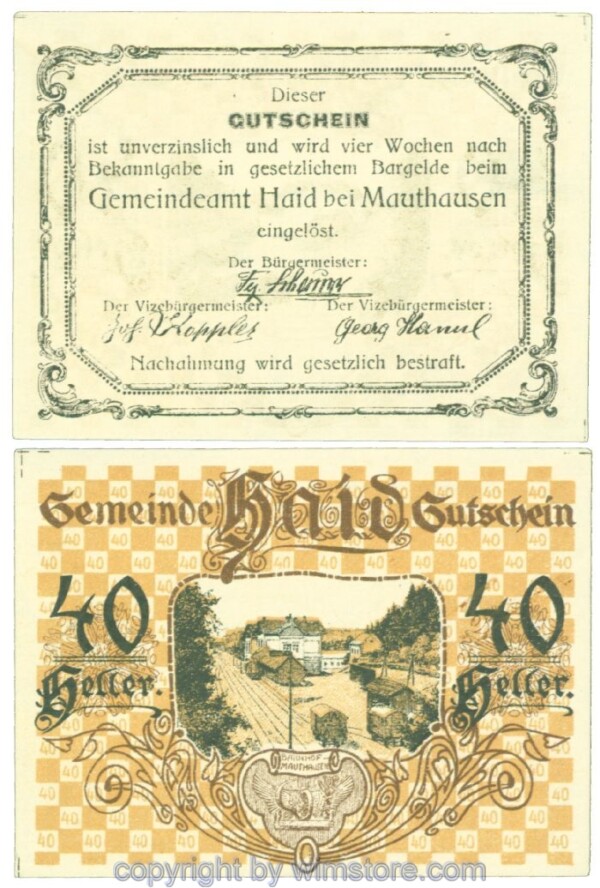 Dieser
GUTSCHEIN
ist unverzinslich und wird vier Wochen nach
Bekanntgabe in gesetzlichem Bargelde beim
Gemeindeamt Haid bei Mauthausen
eingelöst.
Der Bürgermeister:
Der Vizebürgermeister: Der Vizebürgermeister:
Georg
Nachahmung wird gesetzlich bestraft.
Gemeinde Haid Gutschein
40 40
Heller. Heller.
BAHNHOF
MAUTHAUSEN
copyright by wimstore.com